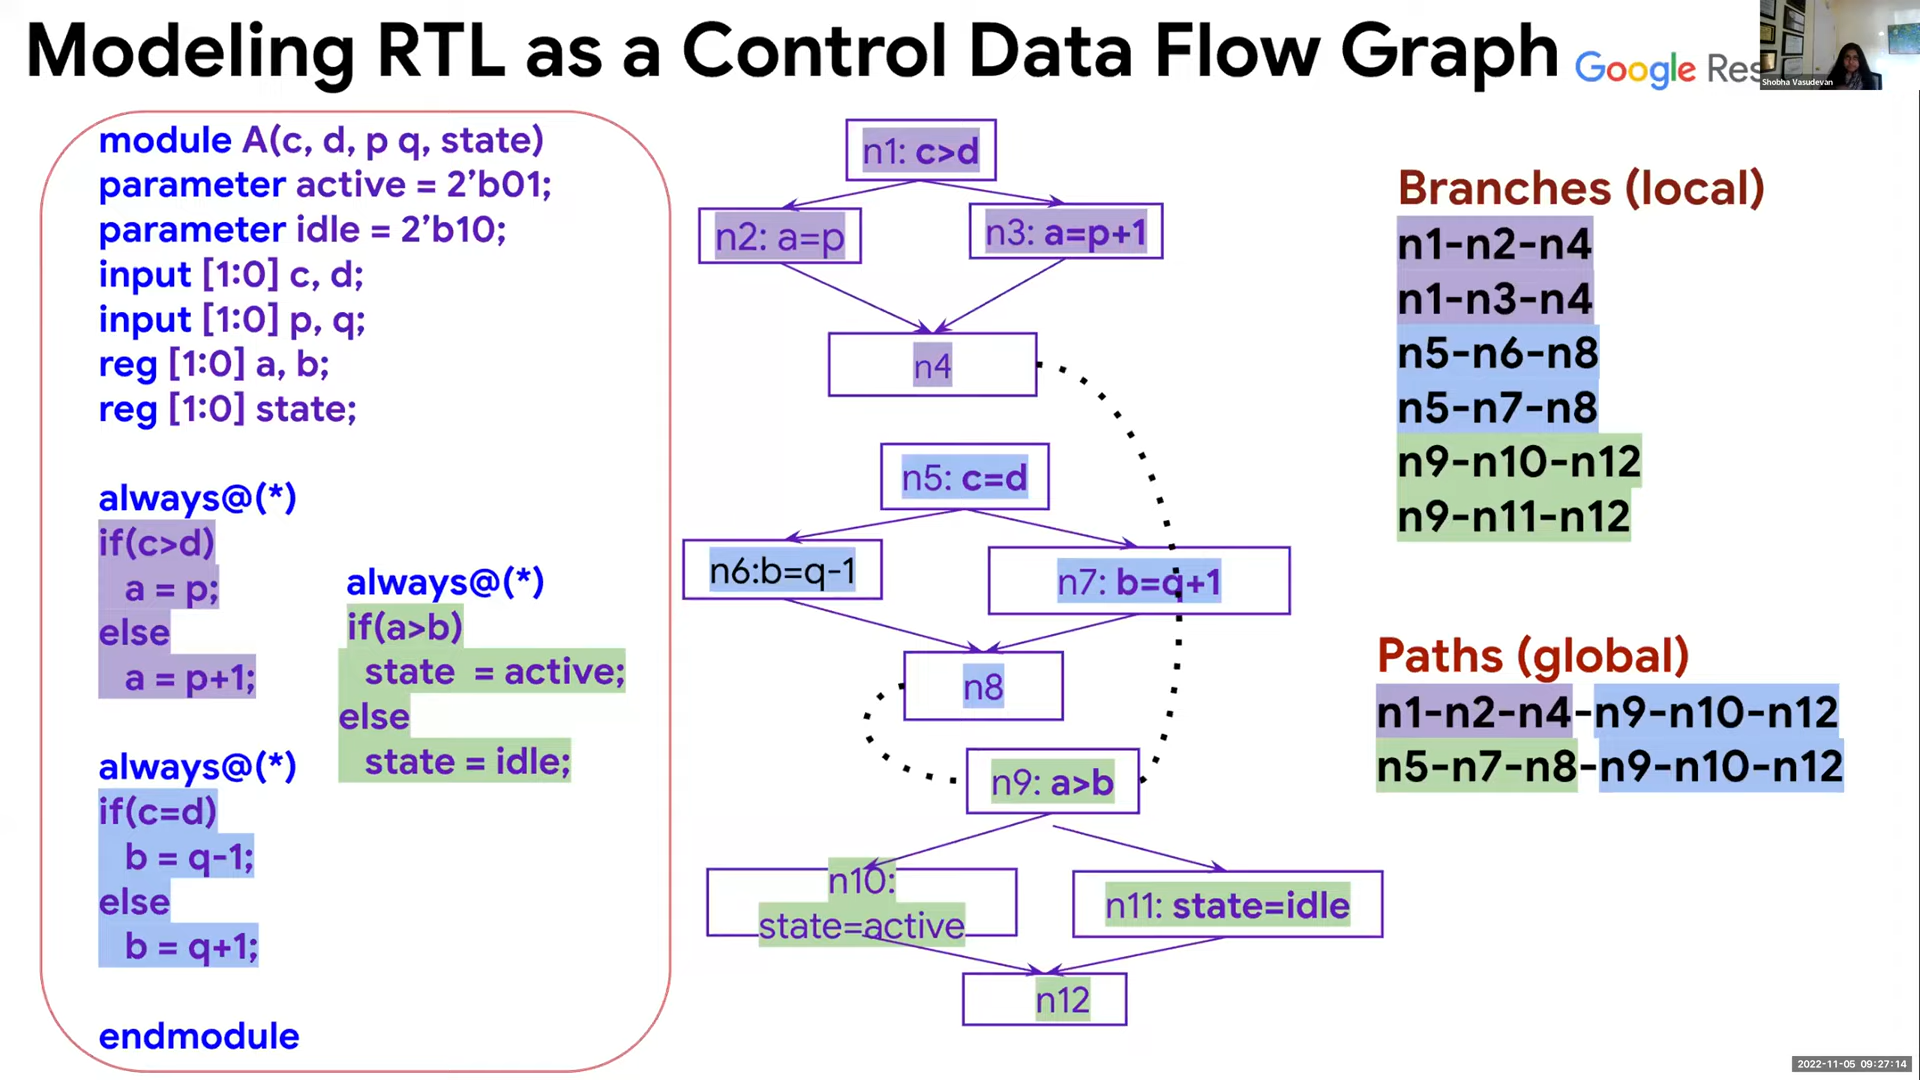 Modeling RTL as a Control Data Flow Graph
Google Res
Shobha Vasudevan
module A(c, d, p q, state)
parameter active = 2’b01;
parameter idle = 2’b10;
input [1:0] c, d;
input [1:0] p, q;
reg [1:0] a, b;
reg [1:0] state;
always@(*)
if(c>d)
a = p;
else
a = p+1;
always@(*)
if(c=d)
b = q-1;
else
b = q+1;
endmodule
always@(*)
if(a>b)
state = active;
else
state = idle;
n1: c>d
n2: a=p
n3: a=p+1
n4
n5: c=d
n6:b=q-1
n7: b=q+1
n8
n9: a>b
n10:
state=active
n11: state=idle
n12
Branches (local)
n1-n2-n4
n1-n3-n4
n5-n6-n8
n5-n7-n8
n9-n10-n12
n9-n11-n12
Paths (global)
n1-n2-n4-n9-n10-n12
n5-n7-n8-n9-n10-n12
2022-11-05 09:27:14